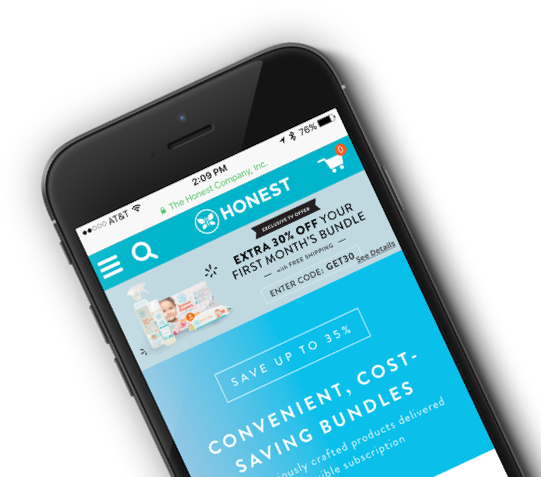 AT&T 2:09 PM 76%
The Honest Company, Inc.
HONEST 0
EXCLUSIVE TV OFFER
EXTRA 30% OFF YOUR
FIRST MONTH'S BUNDLE
— with FREE SHIPPING —
ENTER CODE: GET30 See Details
SAVE UP TO 35%
CONVENIENT, COST-
SAVING BUNDLES
iously crafted products delivered
ible subscription